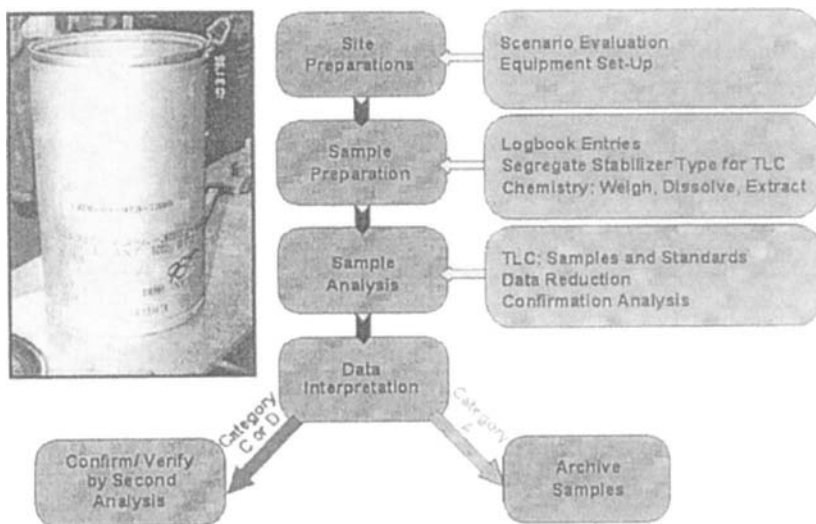 Site
Preparations
Scenario Evaluation
Equipment Set-Up
Sample
Preparation
Logbook Entries
Segregate Stabilizer Type for TLC
Chemistry: Weigh, Dissolve, Extract
Sample
Analysis
TLC: Samples and Standards
Data Reduction
Confirmation Analysis
Data
Interpretation
Category
C or D
Category
Confirm/ Verify
by Second
Analysis
Archive
Samples